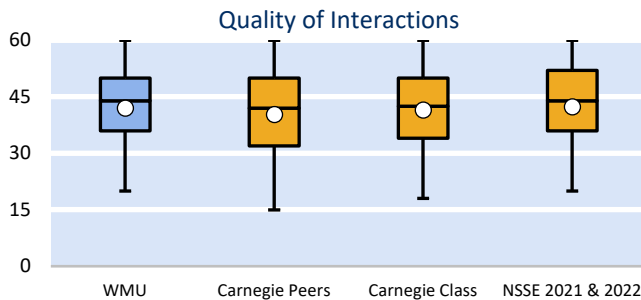 Quality of Interactions
60
45
30
15
0
WMU Carnegie Peers Carnegie Class NSSE 2021 & 2022